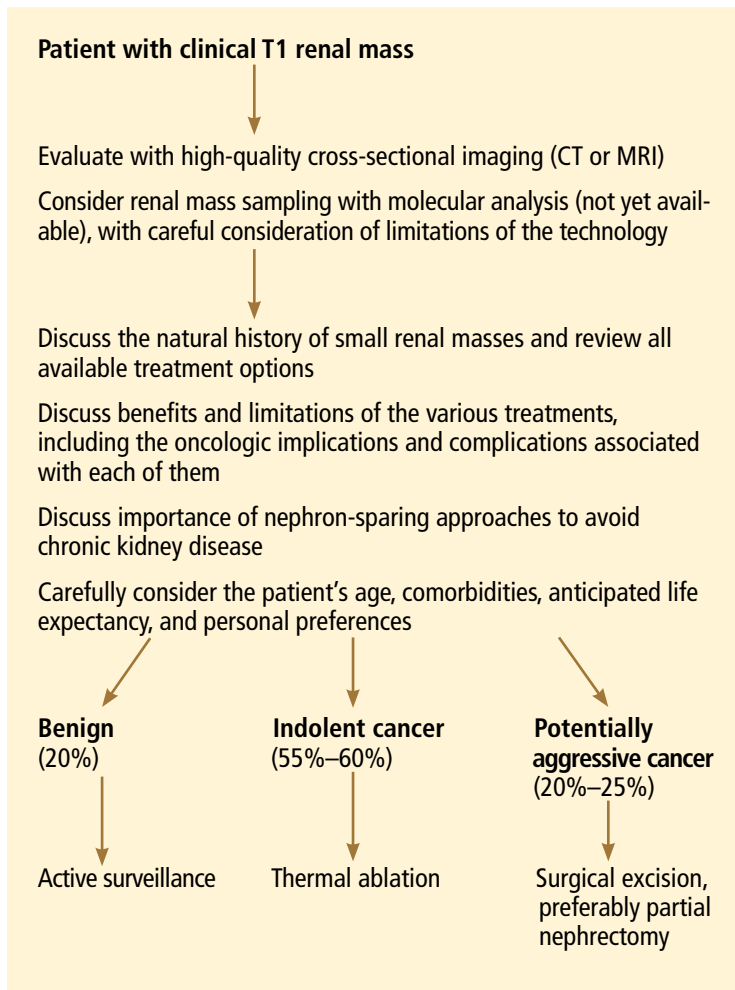 Patient with clinical T1 renal mass
Evaluate with high-quality cross-sectional imaging (CT or MRI)
Consider renal mass sampling with molecular analysis (not yet avail-
able), with careful consideration of limitations of the technology
Discuss the natural history of small renal masses and review all
available treatment options
Discuss benefits and limitations of the various treatments,
including the oncologic implications and complications associated
with each of them
Discuss importance of nephron-sparing approaches to avoid
chronic kidney disease
Carefully consider the patient’s age, comorbidities, anticipated life
expectancy, and personal preferences
Benign
(20%)
Active surveillance
Indolent cancer
(55%–60%)
Thermal ablation
Potentially
aggressive cancer
(20%–25%)
Surgical excision,
preferably partial
nephrectomy